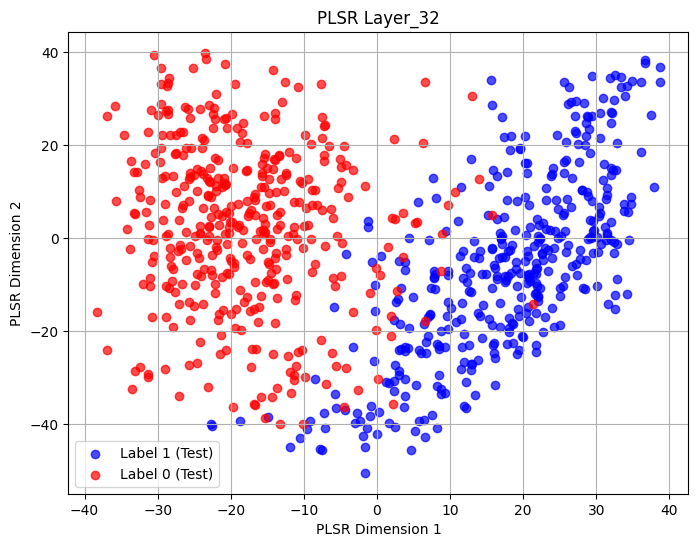 PLSR Layer_32
PLSR Dimension 2
40
20
0
−20
−40
Label 1 (Test)
Label 0 (Test)
−40 −30 −20 −10 0 10 20 30 40
PLSR Dimension 1